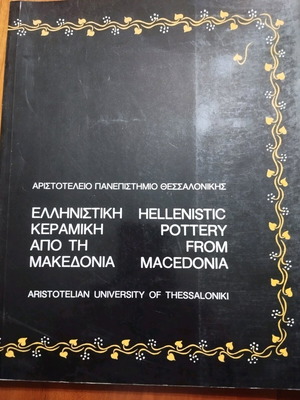 ΑΡΙΣΤΟΤΕΛΕΙΟ ΠΑΝΕΠΙΣΤΗΜΙΟ ΘΕΣΣΑΛΟΝΙΚΗΣ
ΕΛΛΗΝΙΣΤΙΚΗ HELLENISTIC
ΚΕΡΑΜΙΚΗ POTTERY
ΑΠΟ ΤΗ FROM
ΜΑΚΕΔΟΝΙΑ MACEDONIA
ARISTOTELIAN UNIVERSITY OF THESSALONIKI